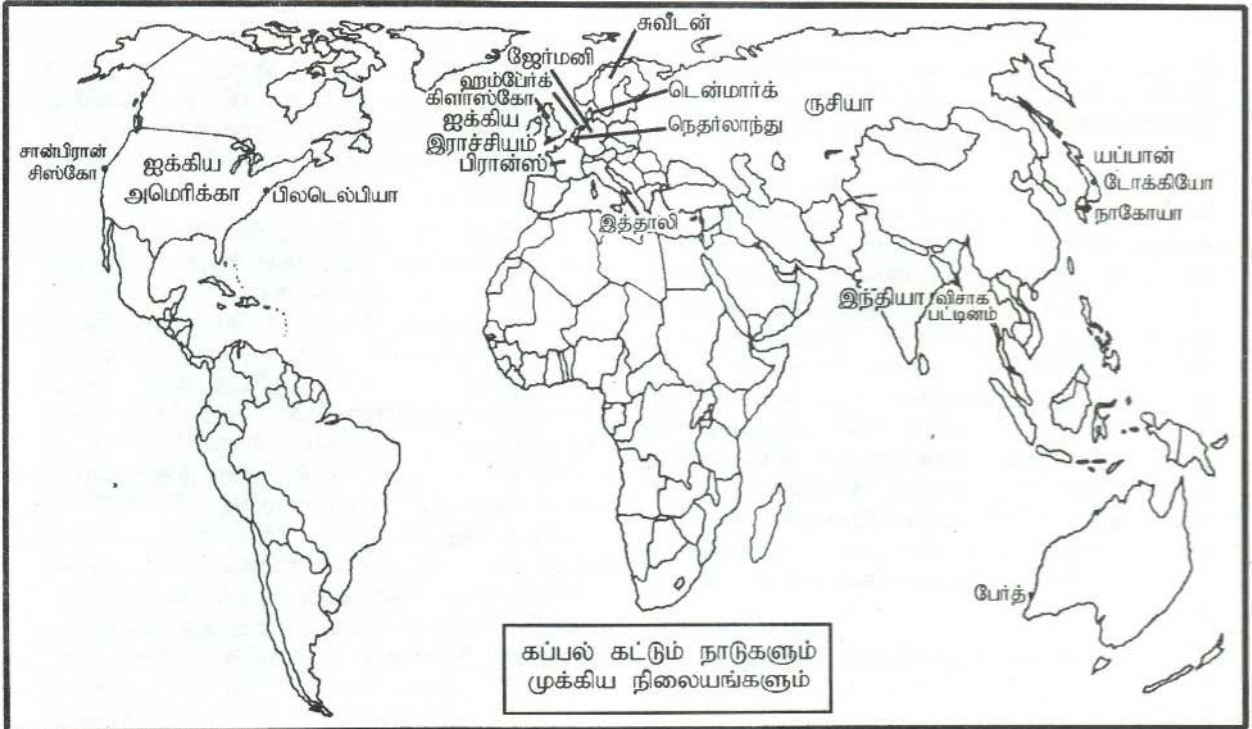 சுவீடன்
ஜேர்மனி
ஹம்பேர்க்
கிளாஸ்கோ
டென்மார்க்
ருசியா
ஐக்கிய
இராச்சியம்
நெதர்லாந்து
பிரான்ஸ்
சான்பிரான்
சிஸ்கோ
ஐக்கிய
அமெரிக்கா
பிலடெல்பியா
யப்பான்
டோக்கியோ
நாகோயா
இத்தாலி
இந்தியா
விசாக
பட்டினம்
பேர்த்
கப்பல் கட்டும் நாடுகளும்
முக்கிய நிலையங்களும்